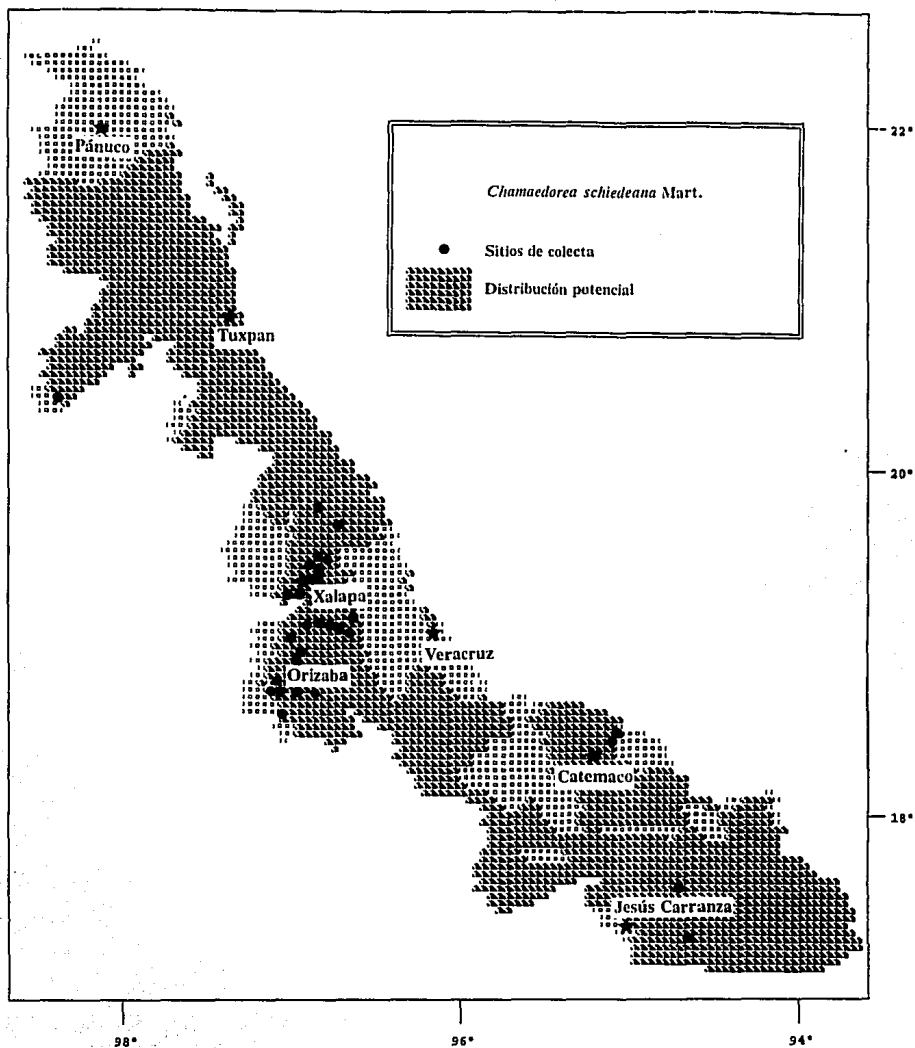 22°
Pánuco
Chamaedorea schiedeana Mart.
Sitios de colecta
Distribución potencial
Tuxpan
20°
Xalapa
Veracruz
Orizaba
Catemaco
18°
Jesús Carranza
98°
96°
94°